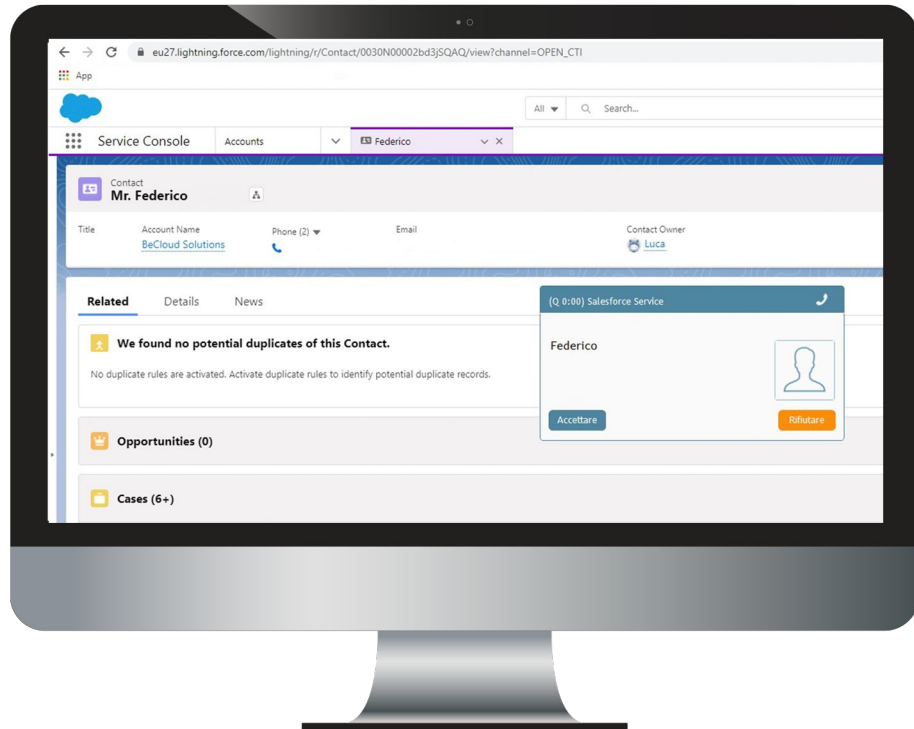 eu27.lightning.force.com/lightning/r/Contact/0030N00002bd3jSQAQ/view?channel=OPEN_CTI
App
All Search...
Service Console Accounts Federico
Contact
Mr. Federico
Title Account Name Phone (2) Email Contact Owner
BeCloud Solutions Luca
Related Details News
(Q 0:00) Salesforce Service
We found no potential duplicates of this Contact.
Federico
No duplicate rules are activated. Activate duplicate rules to identify potential duplicate records.
Accettare Rifiutare
Opportunities (0)
Cases (6+)